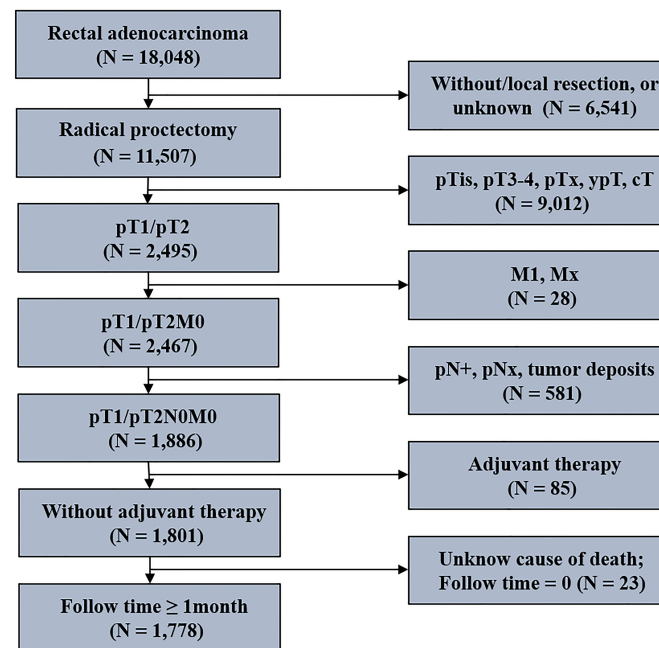 Rectal adenocarcinoma
(N = 18,048)
Without/local resection, or
unknown (N = 6,541)
Radical proctectomy
(N = 11,507)
pTis, pT3-4, pTx, ypT, cT
(N = 9,012)
pT1/pT2
(N = 2,495)
M1, Mx
(N = 28)
pT1/pT2M0
(N = 2,467)
pN+, pNx, tumor deposits
(N = 581)
pT1/pT2N0M0
(N = 1,886)
Adjuvant therapy
(N = 85)
Without adjuvant therapy
(N = 1,801)
Unknow cause of death;
Follow time = 0 (N = 23)
Follow time ≥ 1month
(N = 1,778)